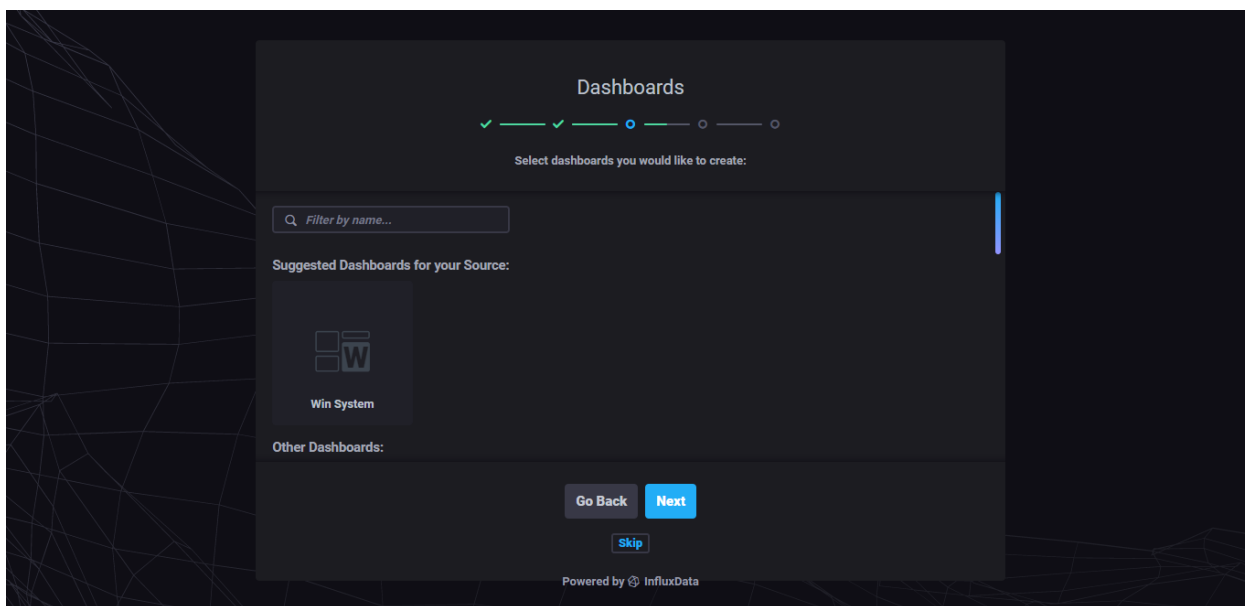 Dashboards
Select dashboards you would like to create:
Filter by name...
Suggested Dashboards for your Source:
W
Win System
Other Dashboards:
Go Back Next
Skip
Powered by InfluxData